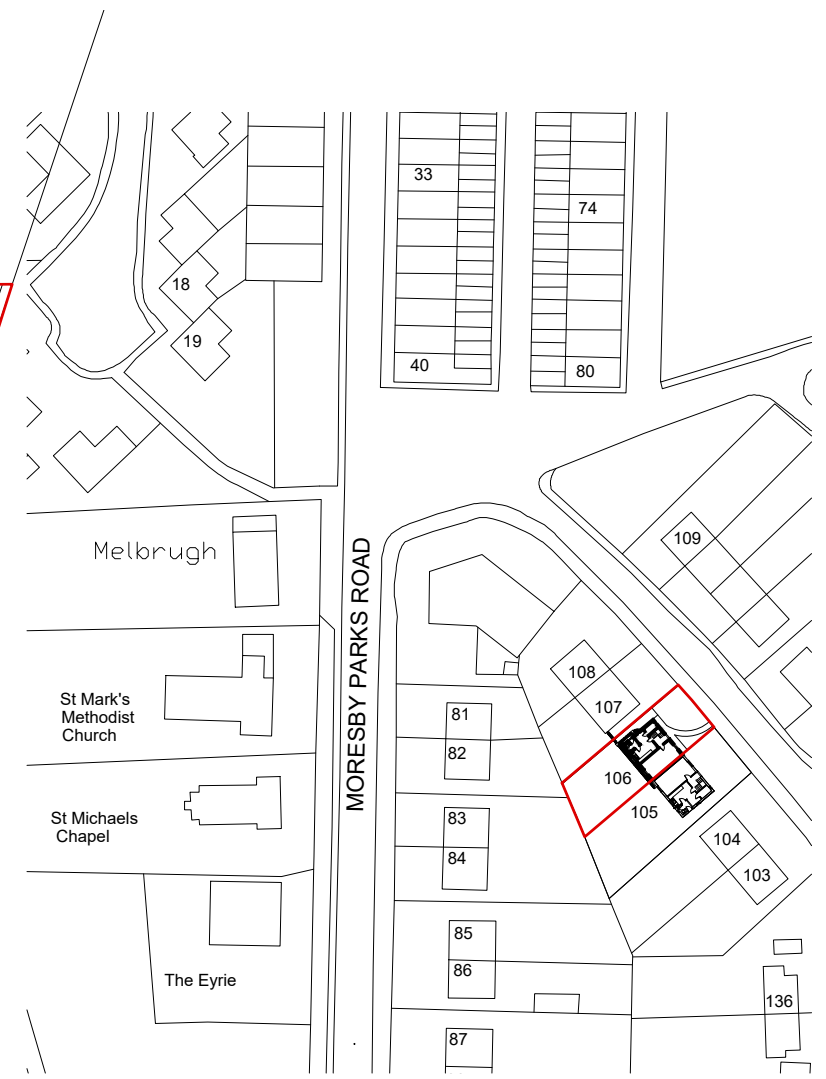 33
74
18
19
40
80
Melbrugh
109
MORESBY PARKS ROAD
108
107
St Mark's
Methodist
Church
81
82
106
105
St Michaels
Chapel
83
84
104
103
85
86
The Eyrie
136
87